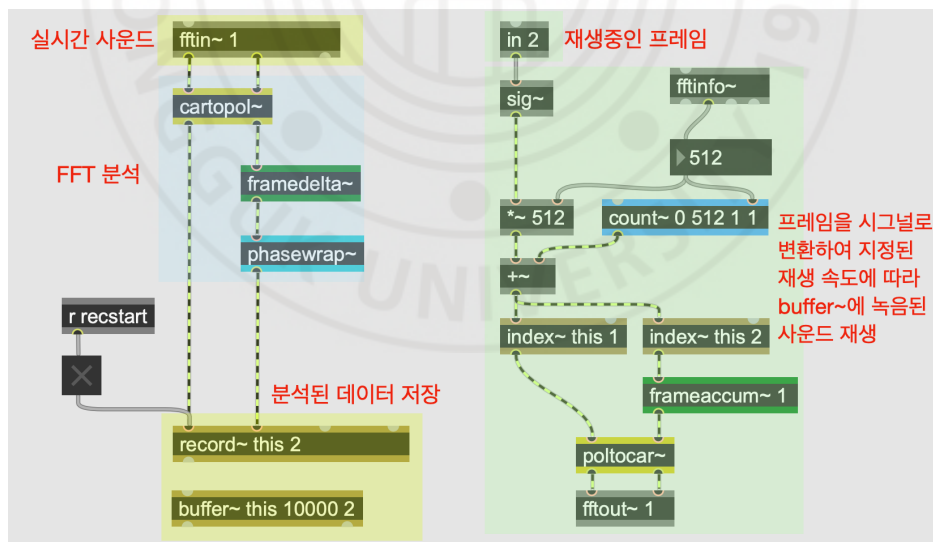 실시간 사운드
fftin~ 1
cartopol~
FFT 분석
framedelta~
phasewrap~
r recstart
분석된 데이터 저장
record~ this 2
buffer~ this 10000 2
in 2
재생중인 프레임
sig~
fftinfo~
512
*~ 512
count~ 0 512 1 1
프레임을 시그널로
변환하여 지정된
재생 속도에 따라
buffer~에 녹음된
사운드 재생
+~
index~ this 1
index~ this 2
frameaccum~ 1
poltocar~
fftout~ 1
UNIVERSIT